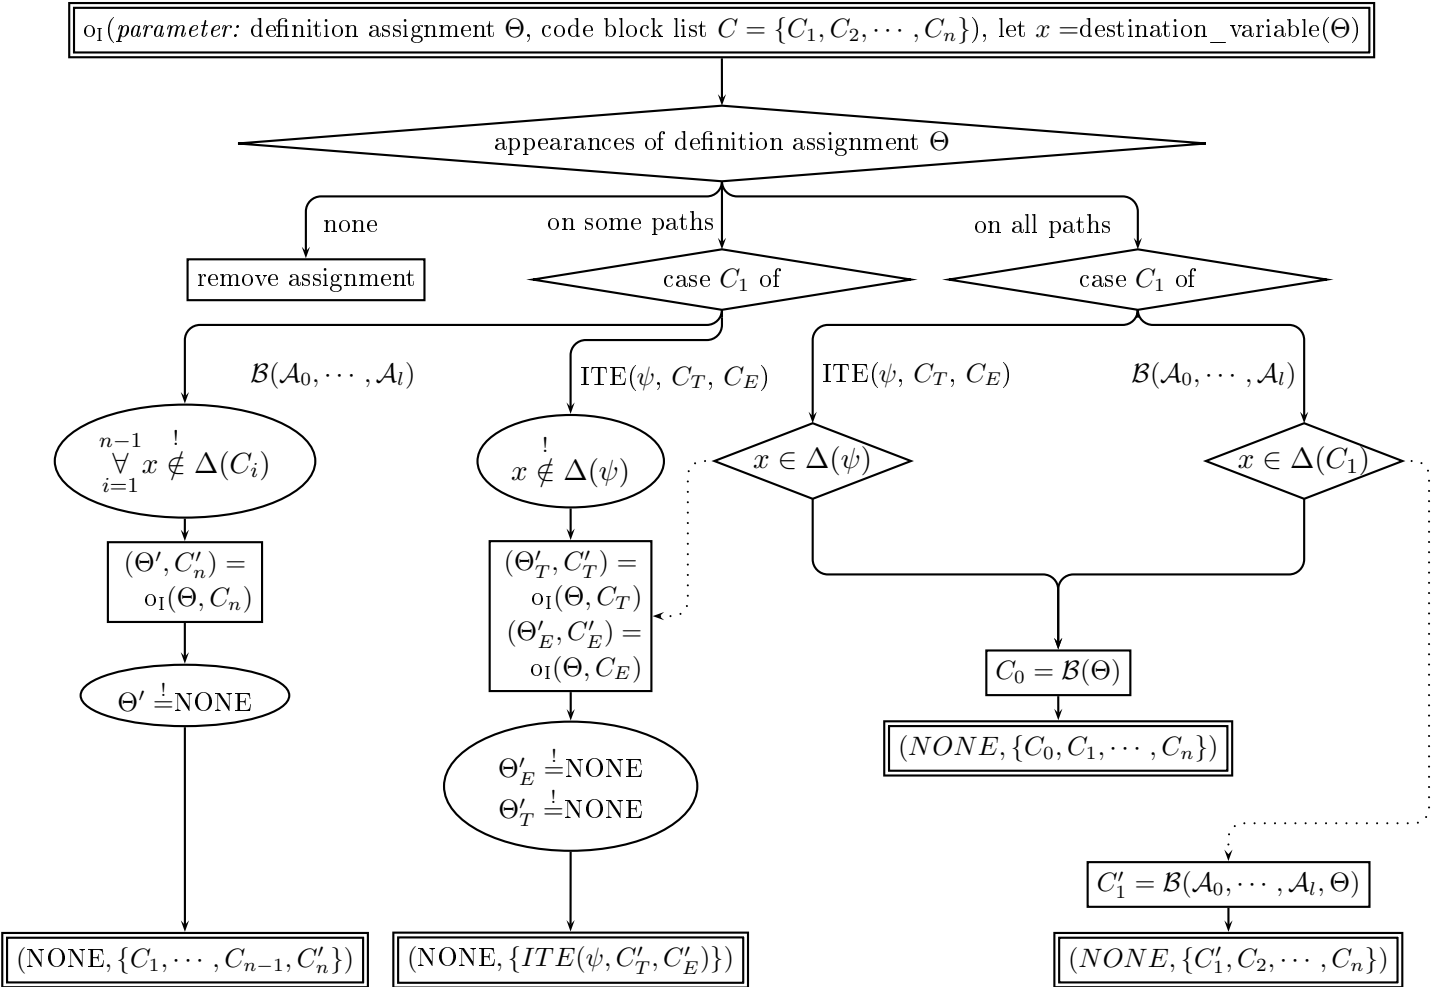 o_I(parameter: definition assignment Θ, code block list C = {C_1, C_2, ⋯ , C_n}), let x =destination_variable(Θ)
appearances of definition assignment Θ
none
on some paths
on all paths
remove assignment
case C_1 of
case C_1 of
ℬ(𝒜_0, ⋯ , 𝒜_l)
ITE(ψ, C_T, C_E)
ITE(ψ, C_T, C_E)
ℬ(𝒜_0, ⋯ , 𝒜_l)
n−1 ∀ i=1 x ∉^! Δ(C_i)
x ∉^! Δ(ψ)
x ∈ Δ(ψ)
x ∈ Δ(C_1)
(Θ′, C′_n) =
o_I(Θ, C_n)
(Θ′_T, C′_T) =
o_I(Θ, C_T)
(Θ′_E, C′_E) =
o_I(Θ, C_E)
Θ′ =^! NONE
C_0 = ℬ(Θ)
(NONE, {C_0, C_1, ⋯ , C_n})
Θ′_E =^! NONE
Θ′_T =^! NONE
C′_1 = ℬ(𝒜_0, ⋯ , 𝒜_l, Θ)
(NONE, {C_1, ⋯ , C_{n−1}, C′_n})
(NONE, {ITE(ψ, C′_T, C′_E)})
(NONE, {C′_1, C_2, ⋯ , C_n})